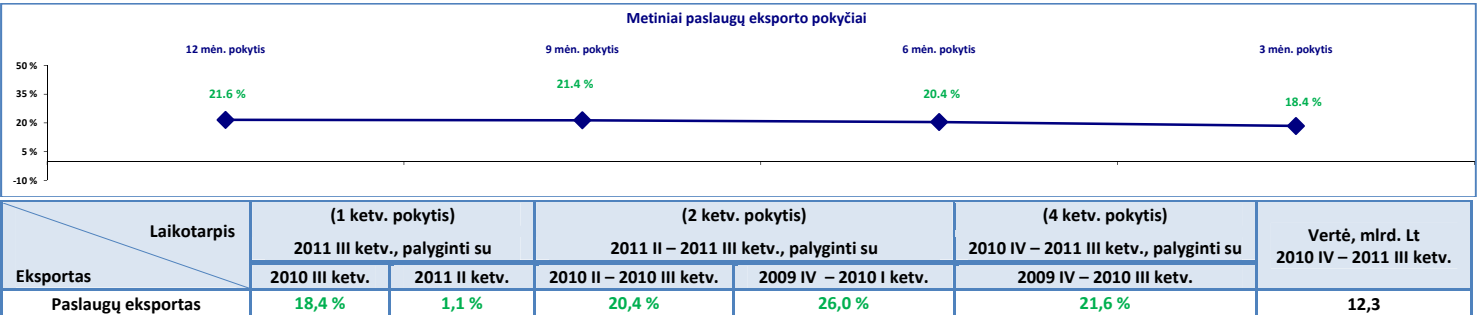 Metiniai paslaugų eksporto pokyčiai
12 mėn. pokytis 9 mėn. pokytis 6 mėn. pokytis 3 mėn. pokytis
50 %
35 %
20 %
5 %
-10 %
21.6 % 21.4 % 20.4 % 18.4 %
Laikotarpis
Eksportas
(1 ketv. pokytis)
2011 III ketv., palyginti su
(2 ketv. pokytis)
2011 II – 2011 III ketv., palyginti su
(4 ketv. pokytis)
2010 IV – 2011 III ketv., palyginti su
Vertė, mlrd. Lt
2010 IV – 2011 III ketv.
2010 III ketv. 2011 II ketv. 2010 II – 2010 III ketv. 2009 IV – 2010 I ketv. 2009 IV – 2010 III ketv.
Paslaugų eksportas 18,4 % 1,1 % 20,4 % 26,0 % 21,6 % 12,3